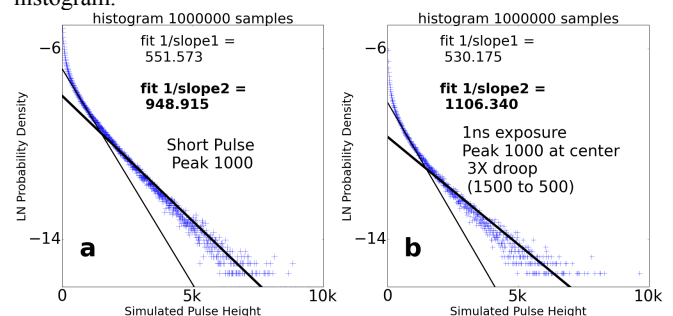 histogram.
histogram 1000000 samples
LN Probability Density
−6
−14
fit 1/slope1 =
551.573
fit 1/slope2 =
948.915
Short Pulse
Peak 1000
a
0
5k
10k
Simulated Pulse Height
histogram 1000000 samples
LN Probability Density
−6
−14
fit 1/slope1 =
530.175
fit 1/slope2 =
1106.340
1ns exposure
Peak 1000 at center
3X droop
(1500 to 500)
b
0
5k
10k
Simulated Pulse Height